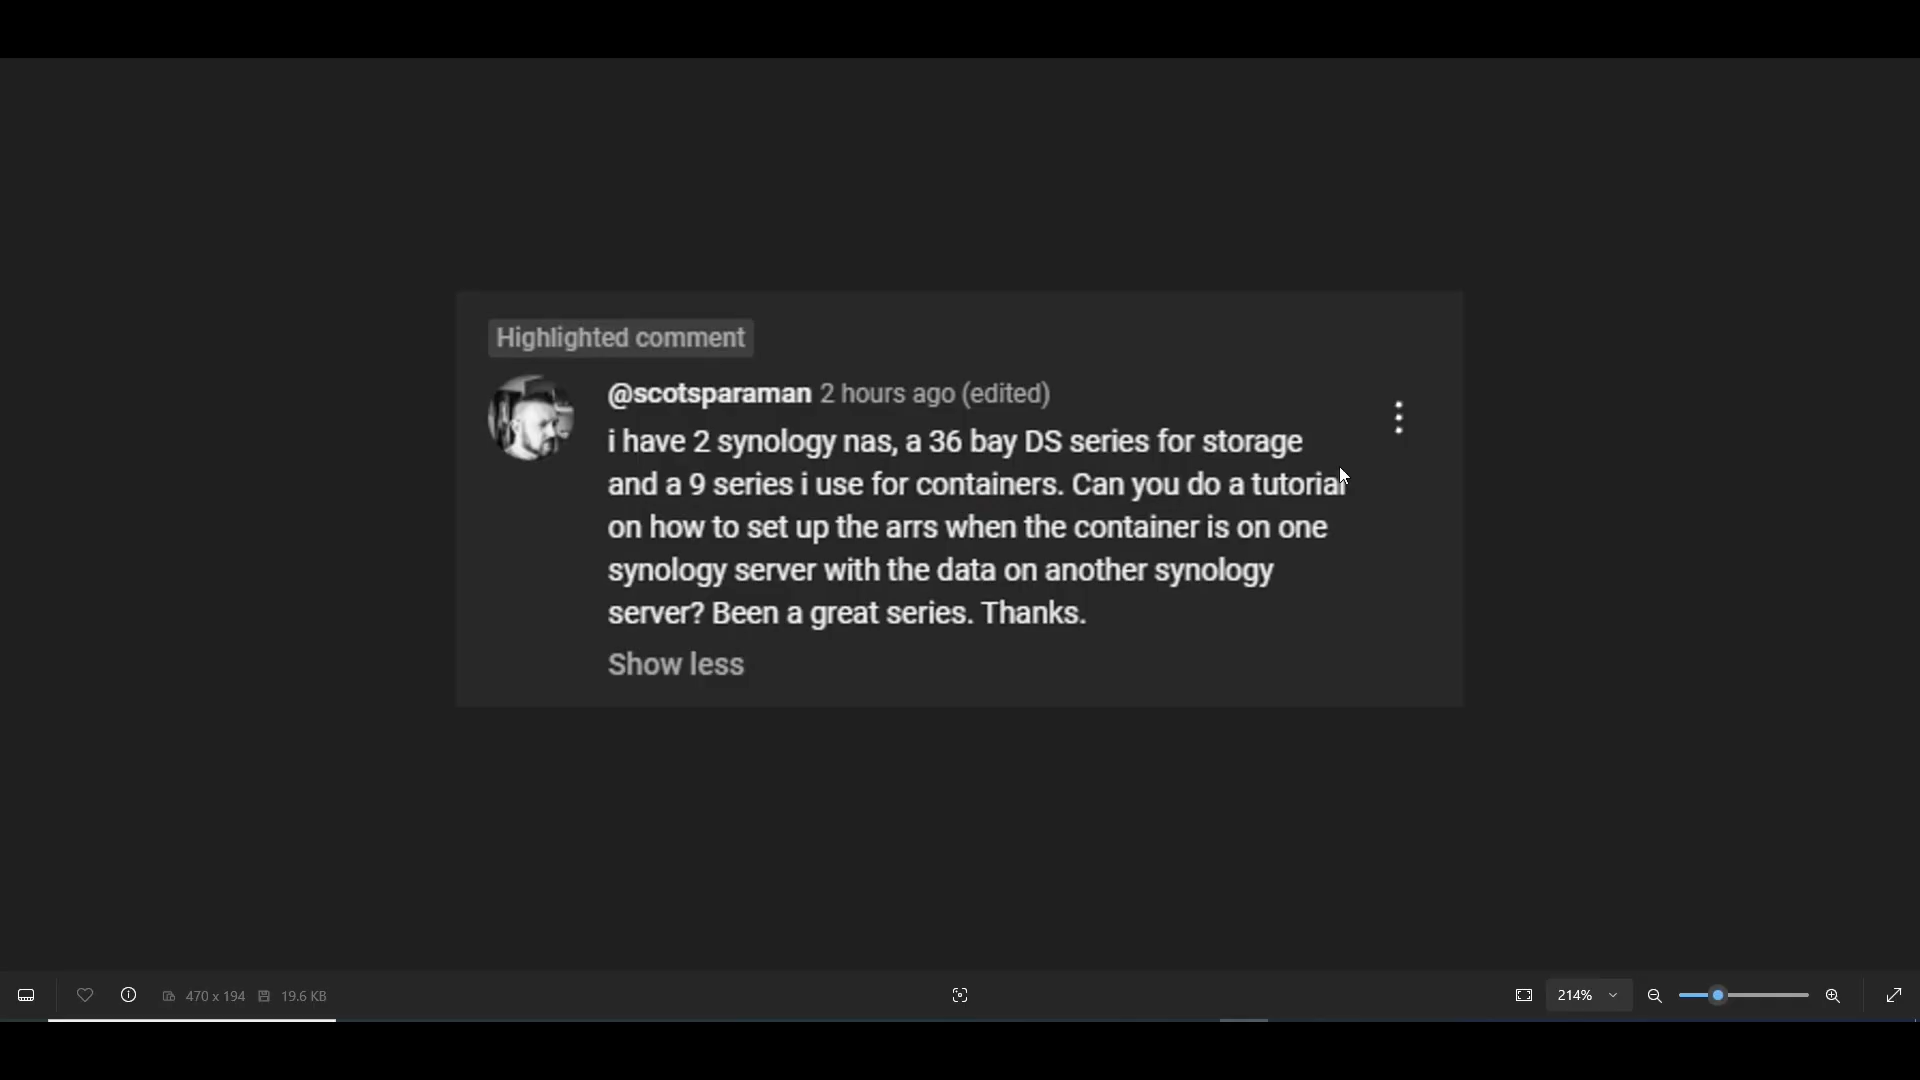 Highlighted comment
@scotsparaman 2 hours ago (edited)
i have 2 synology nas, a 36 bay DS series for storage
and a 9 series i use for containers. Can you do a tutorial
on how to set up the arrs when the container is on one
synology server with the data on another synology
server? Been a great series. Thanks.
Show less
470 x 194 19.6 KB 214%